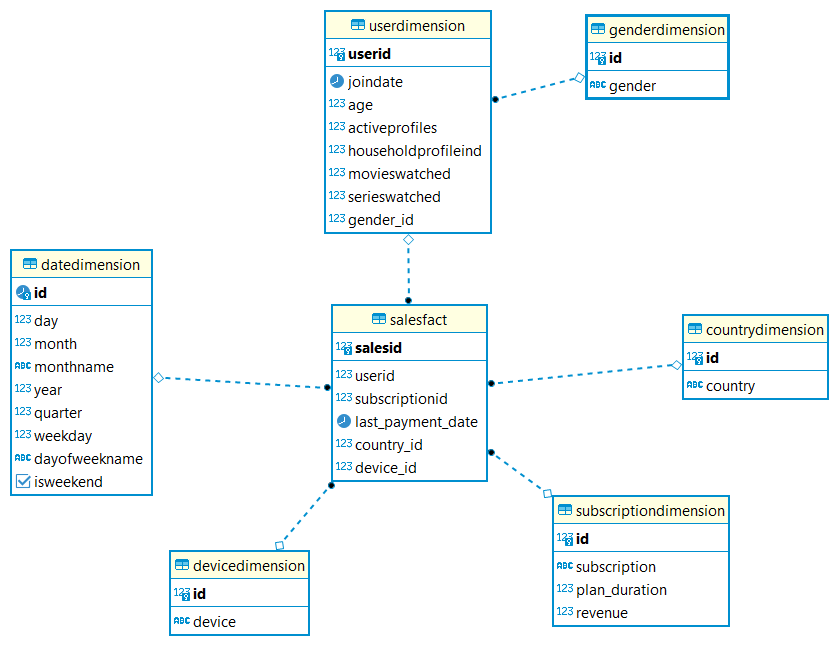 userdimension
123 userid
joindate
123 age
123 activeprofiles
123 householdprofileind
123 movieswatched
123 serieswatched
123 gender_id
genderdimension
123 id
ABC gender
datedimension
id
123 day
123 month
ABC monthname
123 year
123 quarter
123 weekday
ABC dayofweekname
isweekend
salesfact
123 salesid
123 userid
123 subscriptionid
last_payment_date
123 country_id
123 device_id
countrydimension
123 id
ABC country
subscriptiondimension
123 id
ABC subscription
123 plan_duration
123 revenue
devicedimension
123 id
ABC device